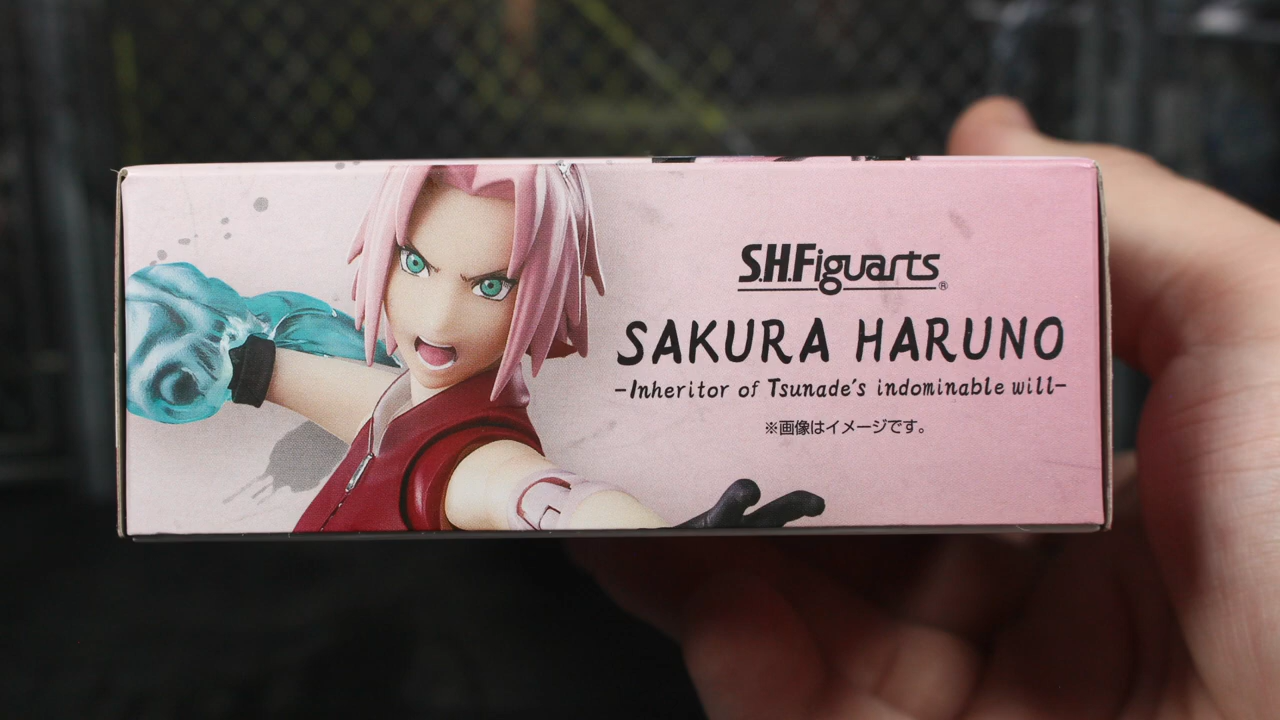 S.H.Figuarts®
SAKURA HARUNO
-Inheritor of Tsunade's indominable will-
※画像はイメージです。